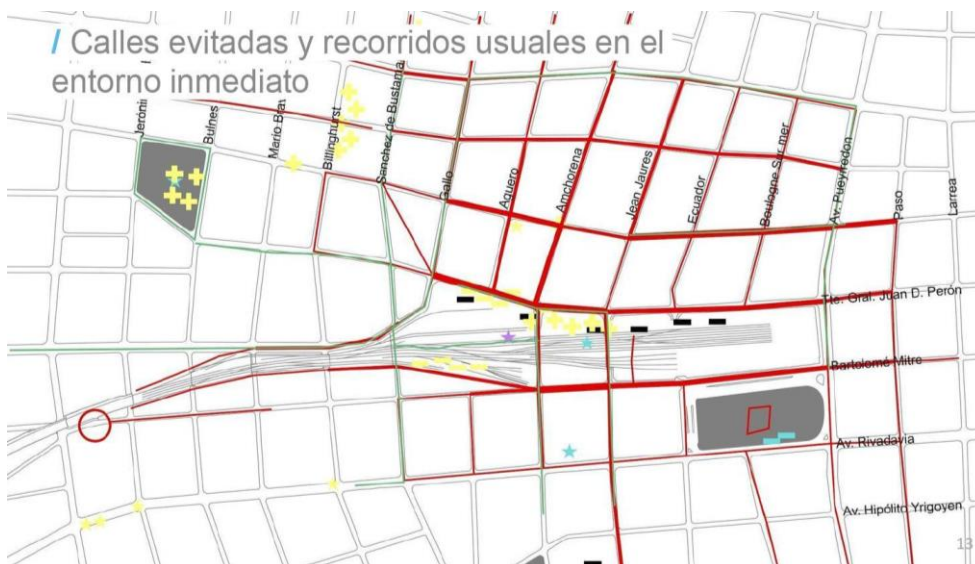 / Calles evitadas y recorridos usuales en el
entorno inmediato
Bulnes
Mario Bra
Billinghurst
Sanchez de Bustama
Gallo
Aguero
Amchorena
Jean Jaures
Ecuador
Boulogne Sur mer
Av. Pueyrredon
Paso
Larrea
Tte. Gral. Juan D. Perón
Bartolomé Mitre
Av. Rivadavia
Av. Hipólito Yrigoyen
13